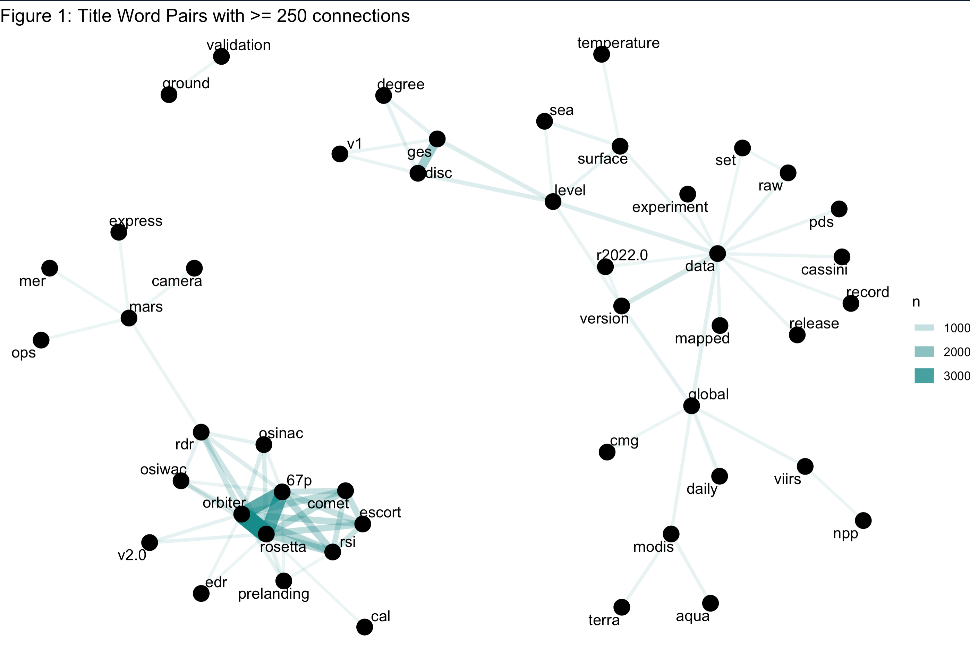 Figure 1: Title Word Pairs with >= 250 connections
validation
temperature
ground
degree
sea
v1
ges
disc
surface
set
raw
level
experiment
pds
express
r2022.0
data
cassini
mer
camera
record
n
mars
version
mapped
release
1000
ops
2000
3000
global
rdr
osinac
cmg
osiwac
67p
daily
viirs
orbiter
comet
escort
v2.0
rosetta
rsi
modis
npp
edr
prelanding
cal
terra
aqua